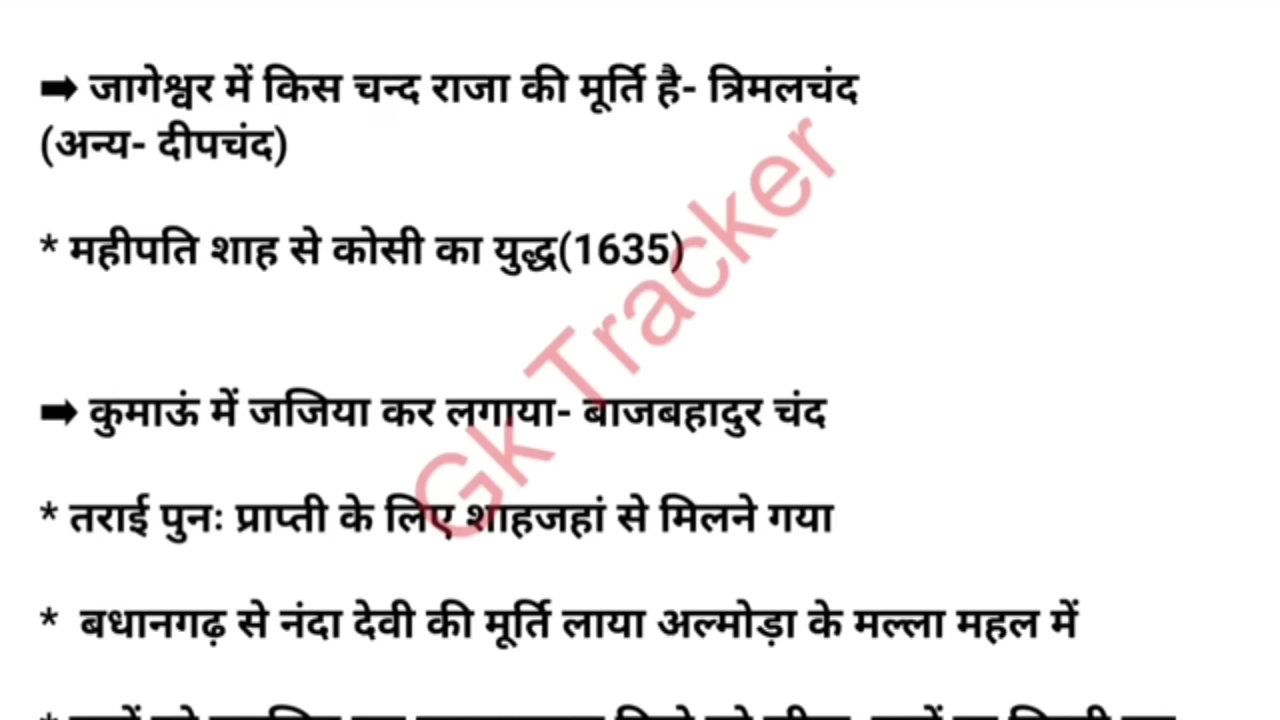 ➡ जागेश्वर में किस चन्द राजा की मूर्ति है- त्रिमलचंद
(अन्य- दीपचंद)
* महीपति शाह से कोसी का युद्ध(1635)
➡ कुमाऊं में जजिया कर लगाया- बाजबहादुर चंद
* तराई पुनः प्राप्ती के लिए शाहजहां से मिलने गया
* बधानगढ़ से नंदा देवी की मूर्ति लाया अल्मोड़ा के मल्ला महल में
Gk Tracker